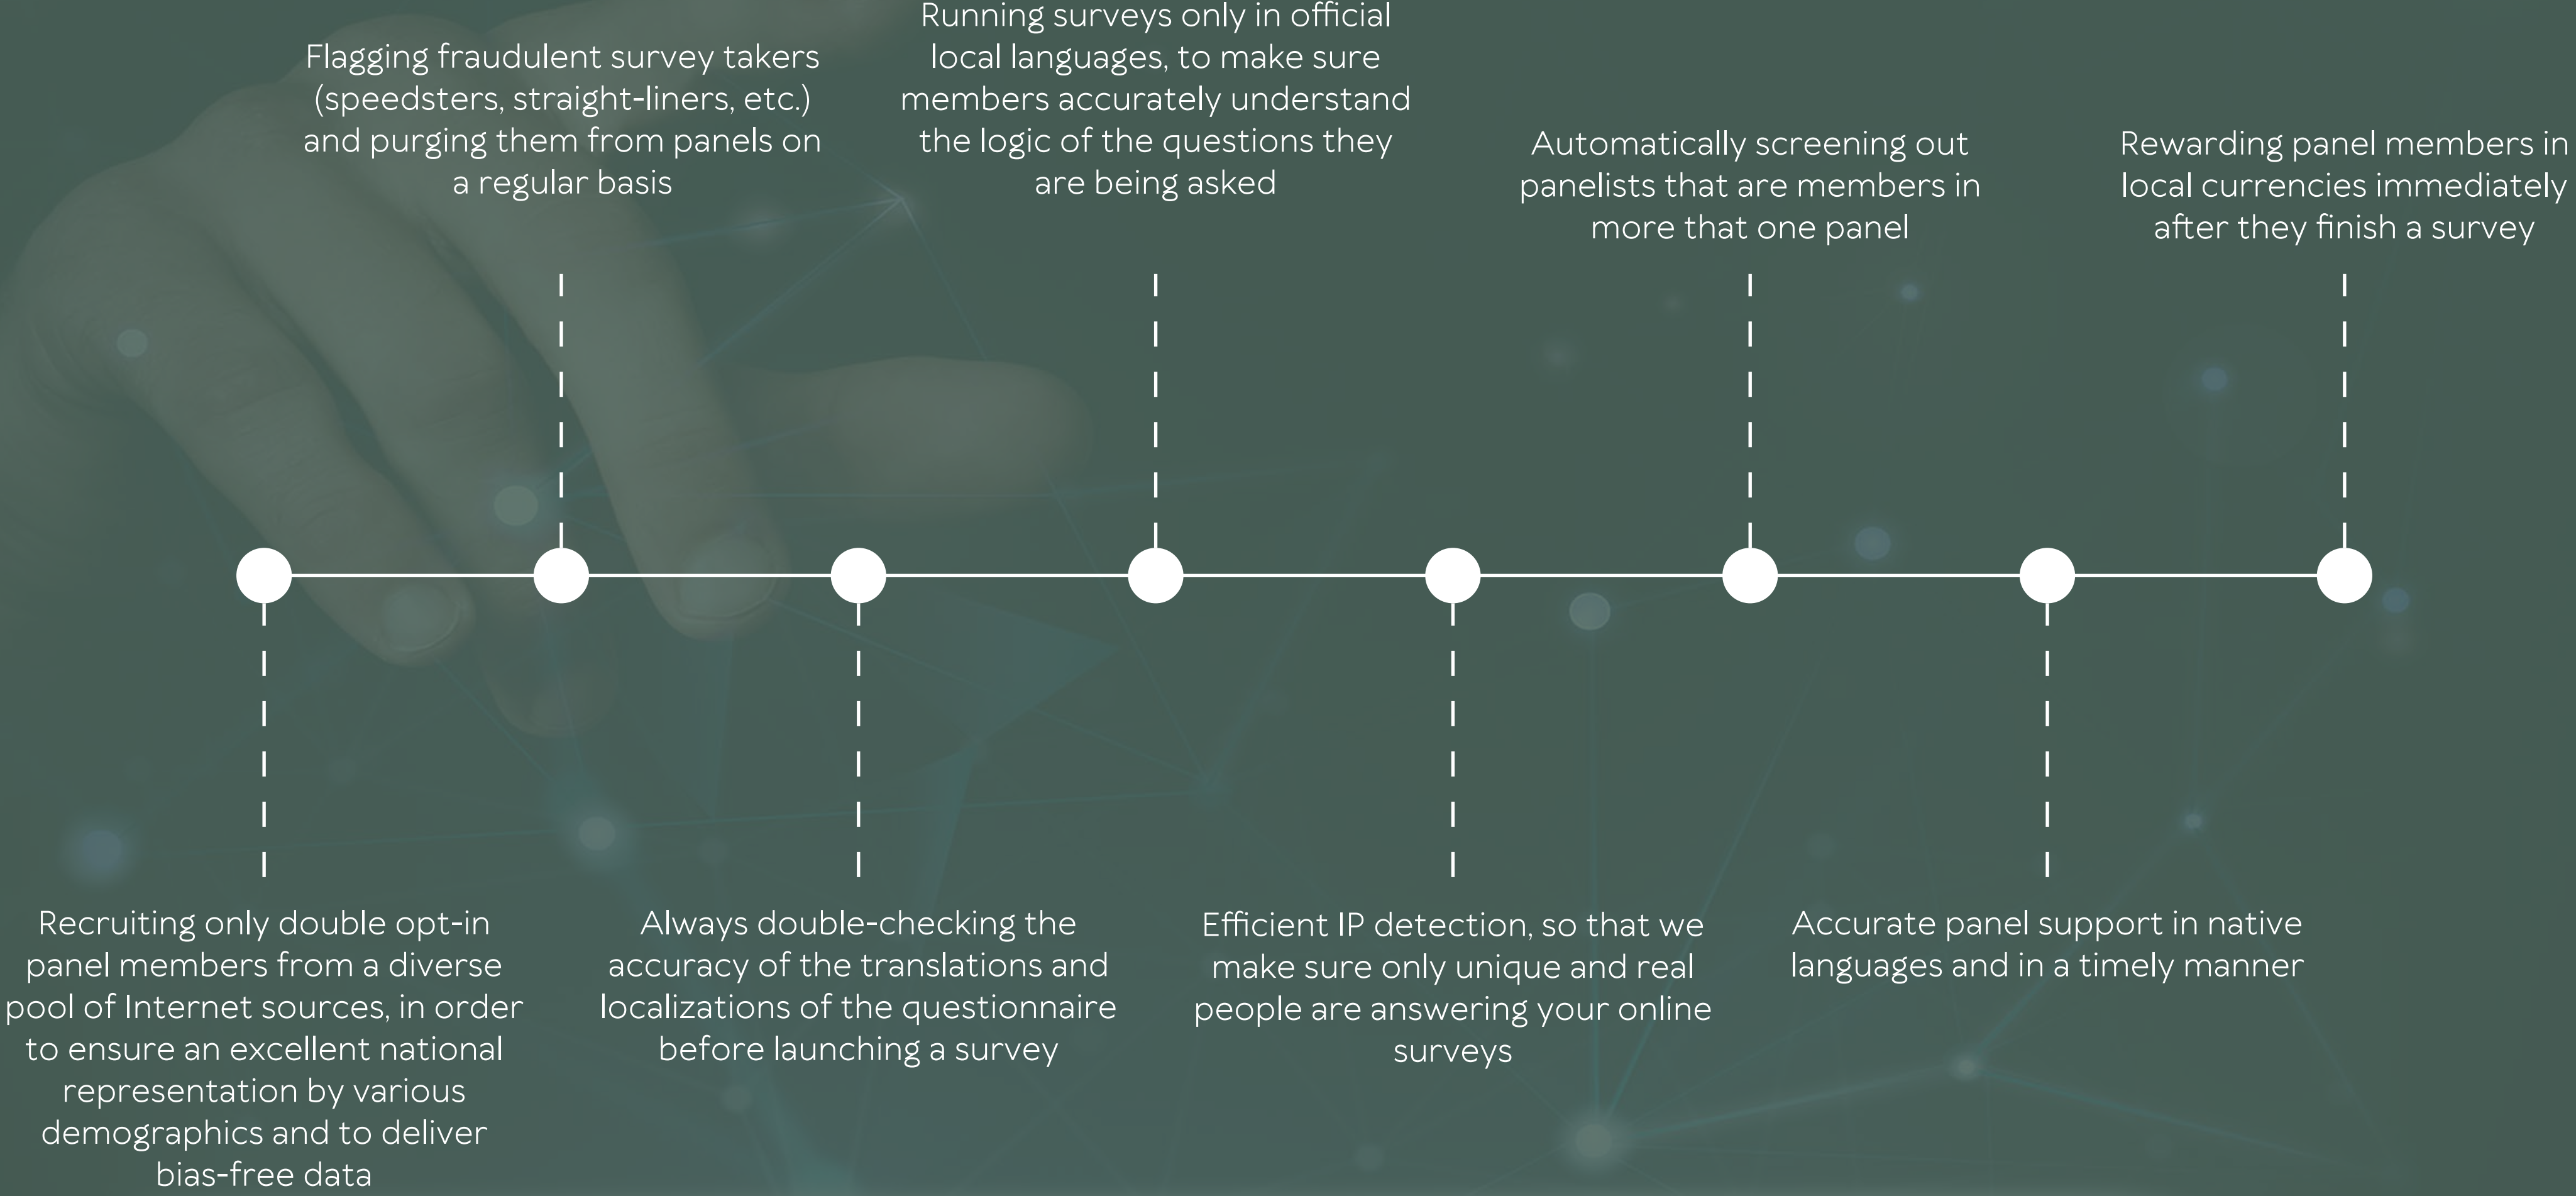 Running surveys only in official
local languages, to make sure
members accurately understand
the logic of the questions they
are being asked
Flagging fraudulent survey takers
(speedsters, straight-liners, etc.)
and purging them from panels on
a regular basis
Automatically screening out
panelists that are members in
more that one panel
Rewarding panel members in
local currencies immediately
after they finish a survey
Recruiting only double opt-in
panel members from a diverse
pool of Internet sources, in order
to ensure an excellent national
representation by various
demographics and to deliver
bias-free data
Always double-checking the
accuracy of the translations and
localizations of the questionnaire
before launching a survey
Efficient IP detection, so that we
make sure only unique and real
people are answering your online
surveys
Accurate panel support in native
languages and in a timely manner